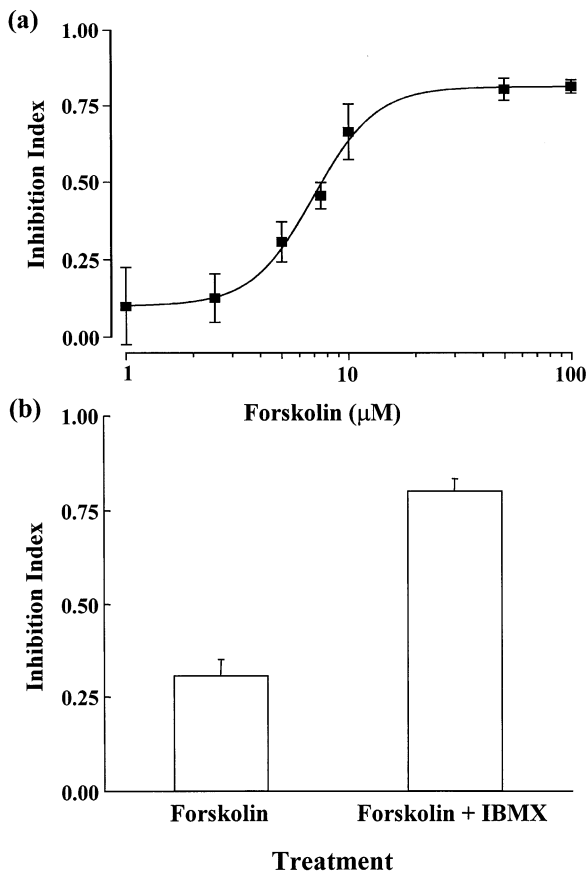 (a)
1.00
0.75
0.50
0.25
0.00
Inhibition Index
1 10 100
Forskolin (μM)
(b)
1.00
0.75
0.50
0.25
0.00
Inhibition Index
Forskolin Forskolin + IBMX
Treatment